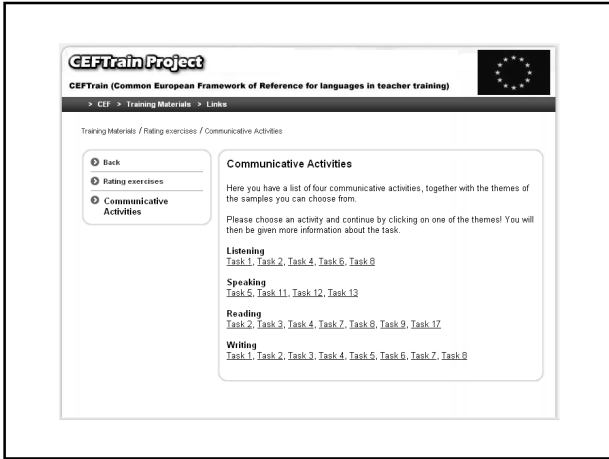 CEFTrain Project
CEFTrain (Common European Framework of Reference for languages in teacher training)
> CEF > Training Materials > Links
Training Materials / Rating exercises / Communicative Activities
Back
Rating exercises
Communicative
Activities
Communicative Activities
Here you have a list of four communicative activities, together with the themes of
the samples you can choose from.
Please choose an activity and continue by clicking on one of the themes! You will
then be given more information about the task.
Listening
Task 1, Task 2, Task 4, Task 6, Task 8
Speaking
Task 5, Task 11, Task 12, Task 13
Reading
Task 2, Task 3, Task 4, Task 7, Task 8, Task 9, Task 17
Writing
Task 1, Task 2, Task 3, Task 4, Task 5, Task 6, Task 7, Task 8